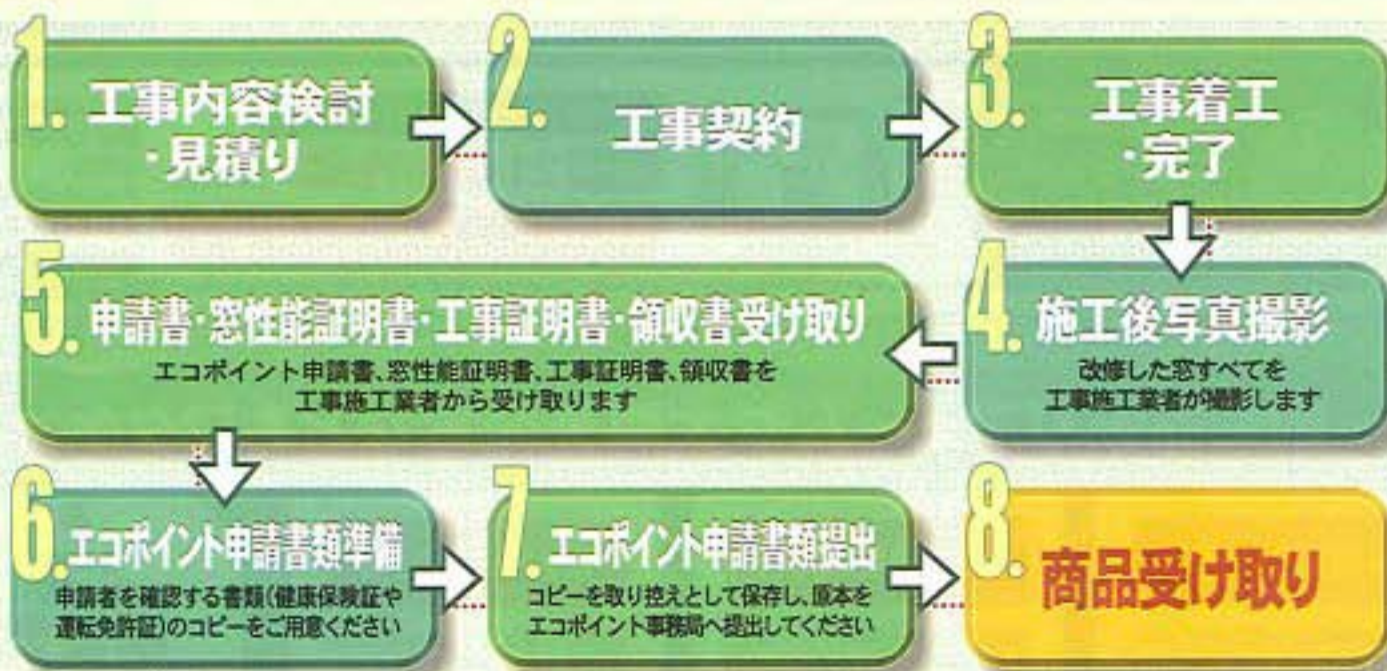 1. 工事内容検討
・見積り
2. 工事契約
3. 工事着工
・完了
4. 施工後写真撮影
改修した窓すべてを
工事施工業者が撮影します
5. 申請書・窓性能証明書・工事証明書・領収書受け取り
エコポイント申請書、窓性能証明書、工事証明書、領収書を
工事施工業者から受け取ります
6. エコポイント申請書類準備
申請者を確認する書類(健康保険証や
運転免許証)のコピーをご用意ください
7. エコポイント申請書類提出
コピーを取り控えとして保存し、原本を
エコポイント事務局へ提出してください
8. 商品受け取り